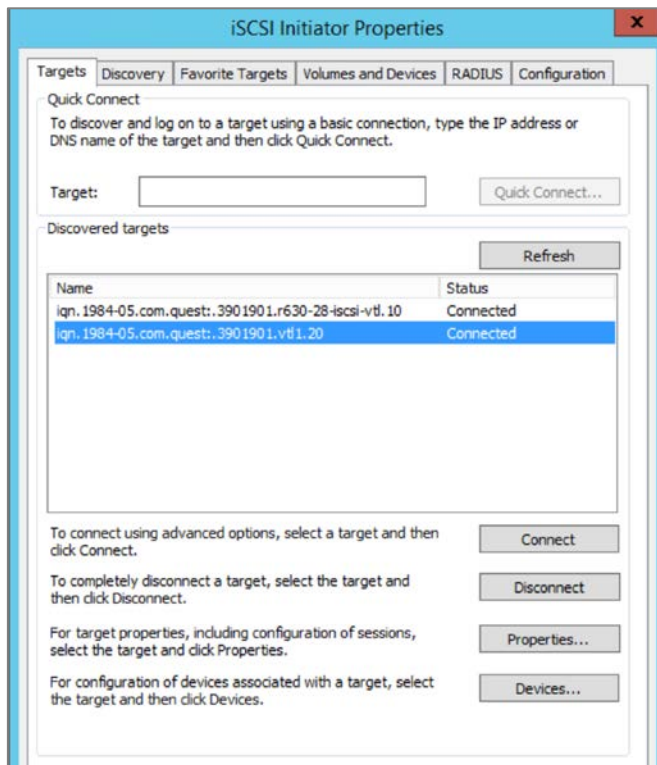 iSCSI Initiator Properties
x
Targets Discovery Favorite Targets Volumes and Devices RADIUS Configuration
Quick Connect
To discover and log on to a target using a basic connection, type the IP address or
DNS name of the target and then click Quick Connect.
Target:
Quick Connect...
Discovered targets
Refresh
Name Status
iqn.1984-05.com.quest:.3901901.r630-28-iscsi-vtl.10 Connected
iqn.1984-05.com.quest:.3901901.vtl1.20 Connected
To connect using advanced options, select a target and then
click Connect.
Connect
To completely disconnect a target, select the target and
then click Disconnect.
Disconnect
For target properties, including configuration of sessions,
select the target and click Properties.
Properties...
For configuration of devices associated with a target, select
the target and then click Devices.
Devices...